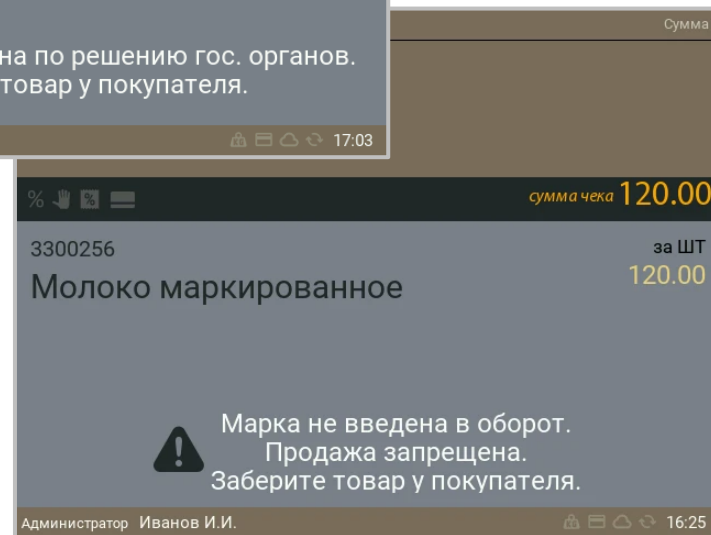 на по решению гос. органов.
товар у покупателя.
17:03
Сумма
сумма чека 120.00
3300256
за ШТ
Молоко маркированное
120.00
Марка не введена в оборот.
Продажа запрещена.
Заберите товар у покупателя.
Администратор Иванов И.И.
16:25